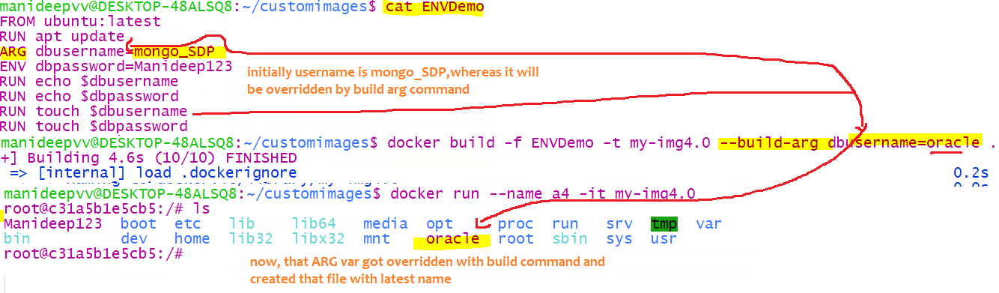 manideepvv@DESKTOP-48ALSQ8:~/customimages$ cat ENVDemo
FROM ubuntu:latest
RUN apt update
ARG dbusername=mongo_SDP
ENV dbpassword=Manideep123
RUN echo $dbusername
RUN echo $dbpassword
RUN touch $dbusername
RUN touch $dbpassword
initially username is mongo_SDP,whereas it will
be overridden by build arg command
manideepvv@DESKTOP-48ALSQ8:~/customimages$ docker build -f ENVDemo -t my-img4.0 --build-arg dbusername=oracle .
+] Building 4.6s (10/10) FINISHED
=> [internal] load .dockerignore 0.2s
manideepvv@DESKTOP-48ALSQ8:~/customimages$ docker run --name a4 -it my-img4.0
root@c31a5b1e5cb5:/# ls
Manideep123 boot etc lib lib64 media opt proc run srv tmp var
bin dev home lib32 libx32 mnt oracle root sbin sys usr
root@c31a5b1e5cb5:/#
now, that ARG var got overridden with build command and
created that file with latest name